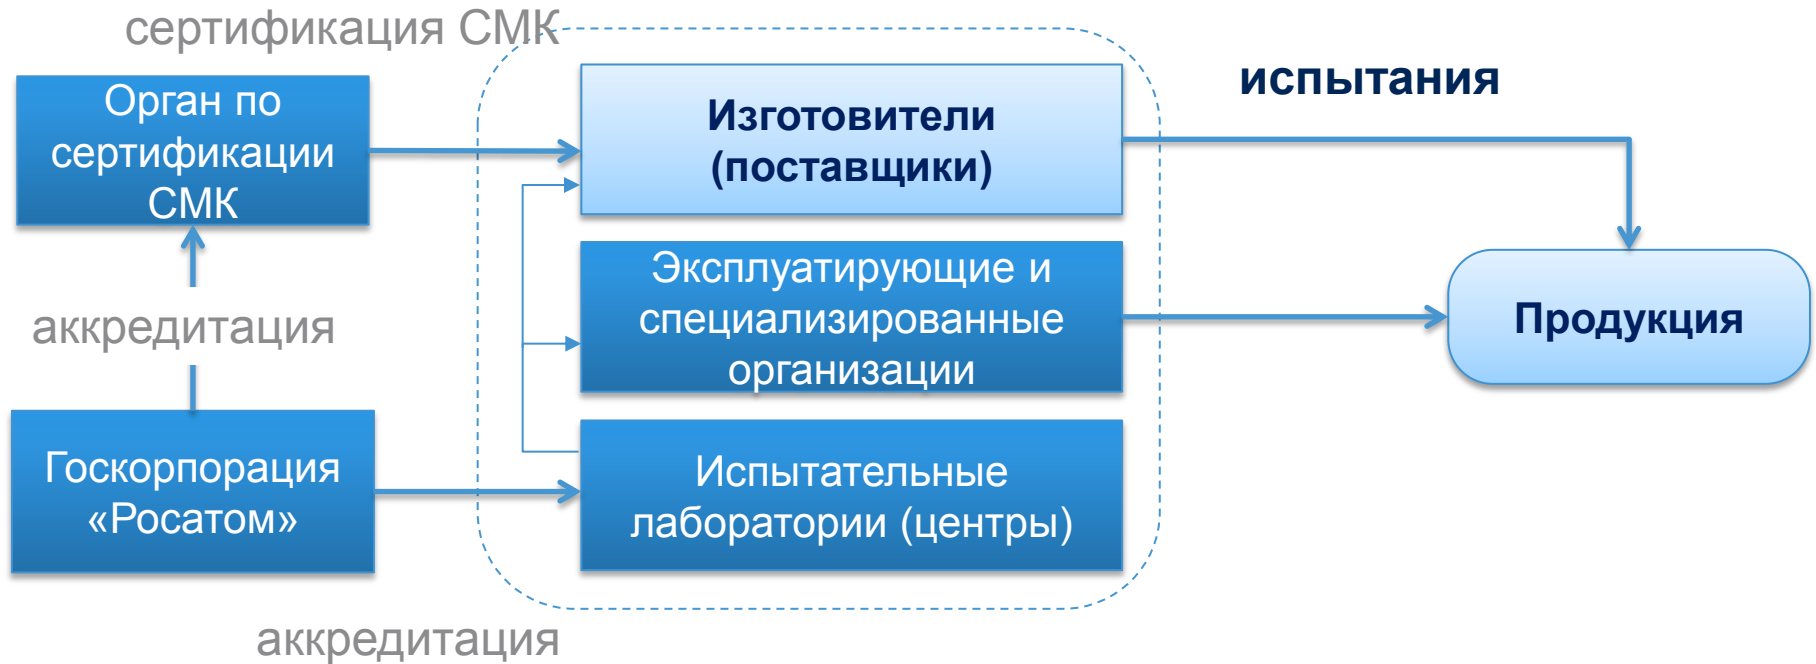 сертификация СМК
Орган по
сертификации
СМК
Изготовители
(поставщики)
испытания
Эксплуатирующие и
специализированные
организации
Продукция
аккредитация
Госкорпорация
«Росатом»
Испытательные
лаборатории (центры)
аккредитация